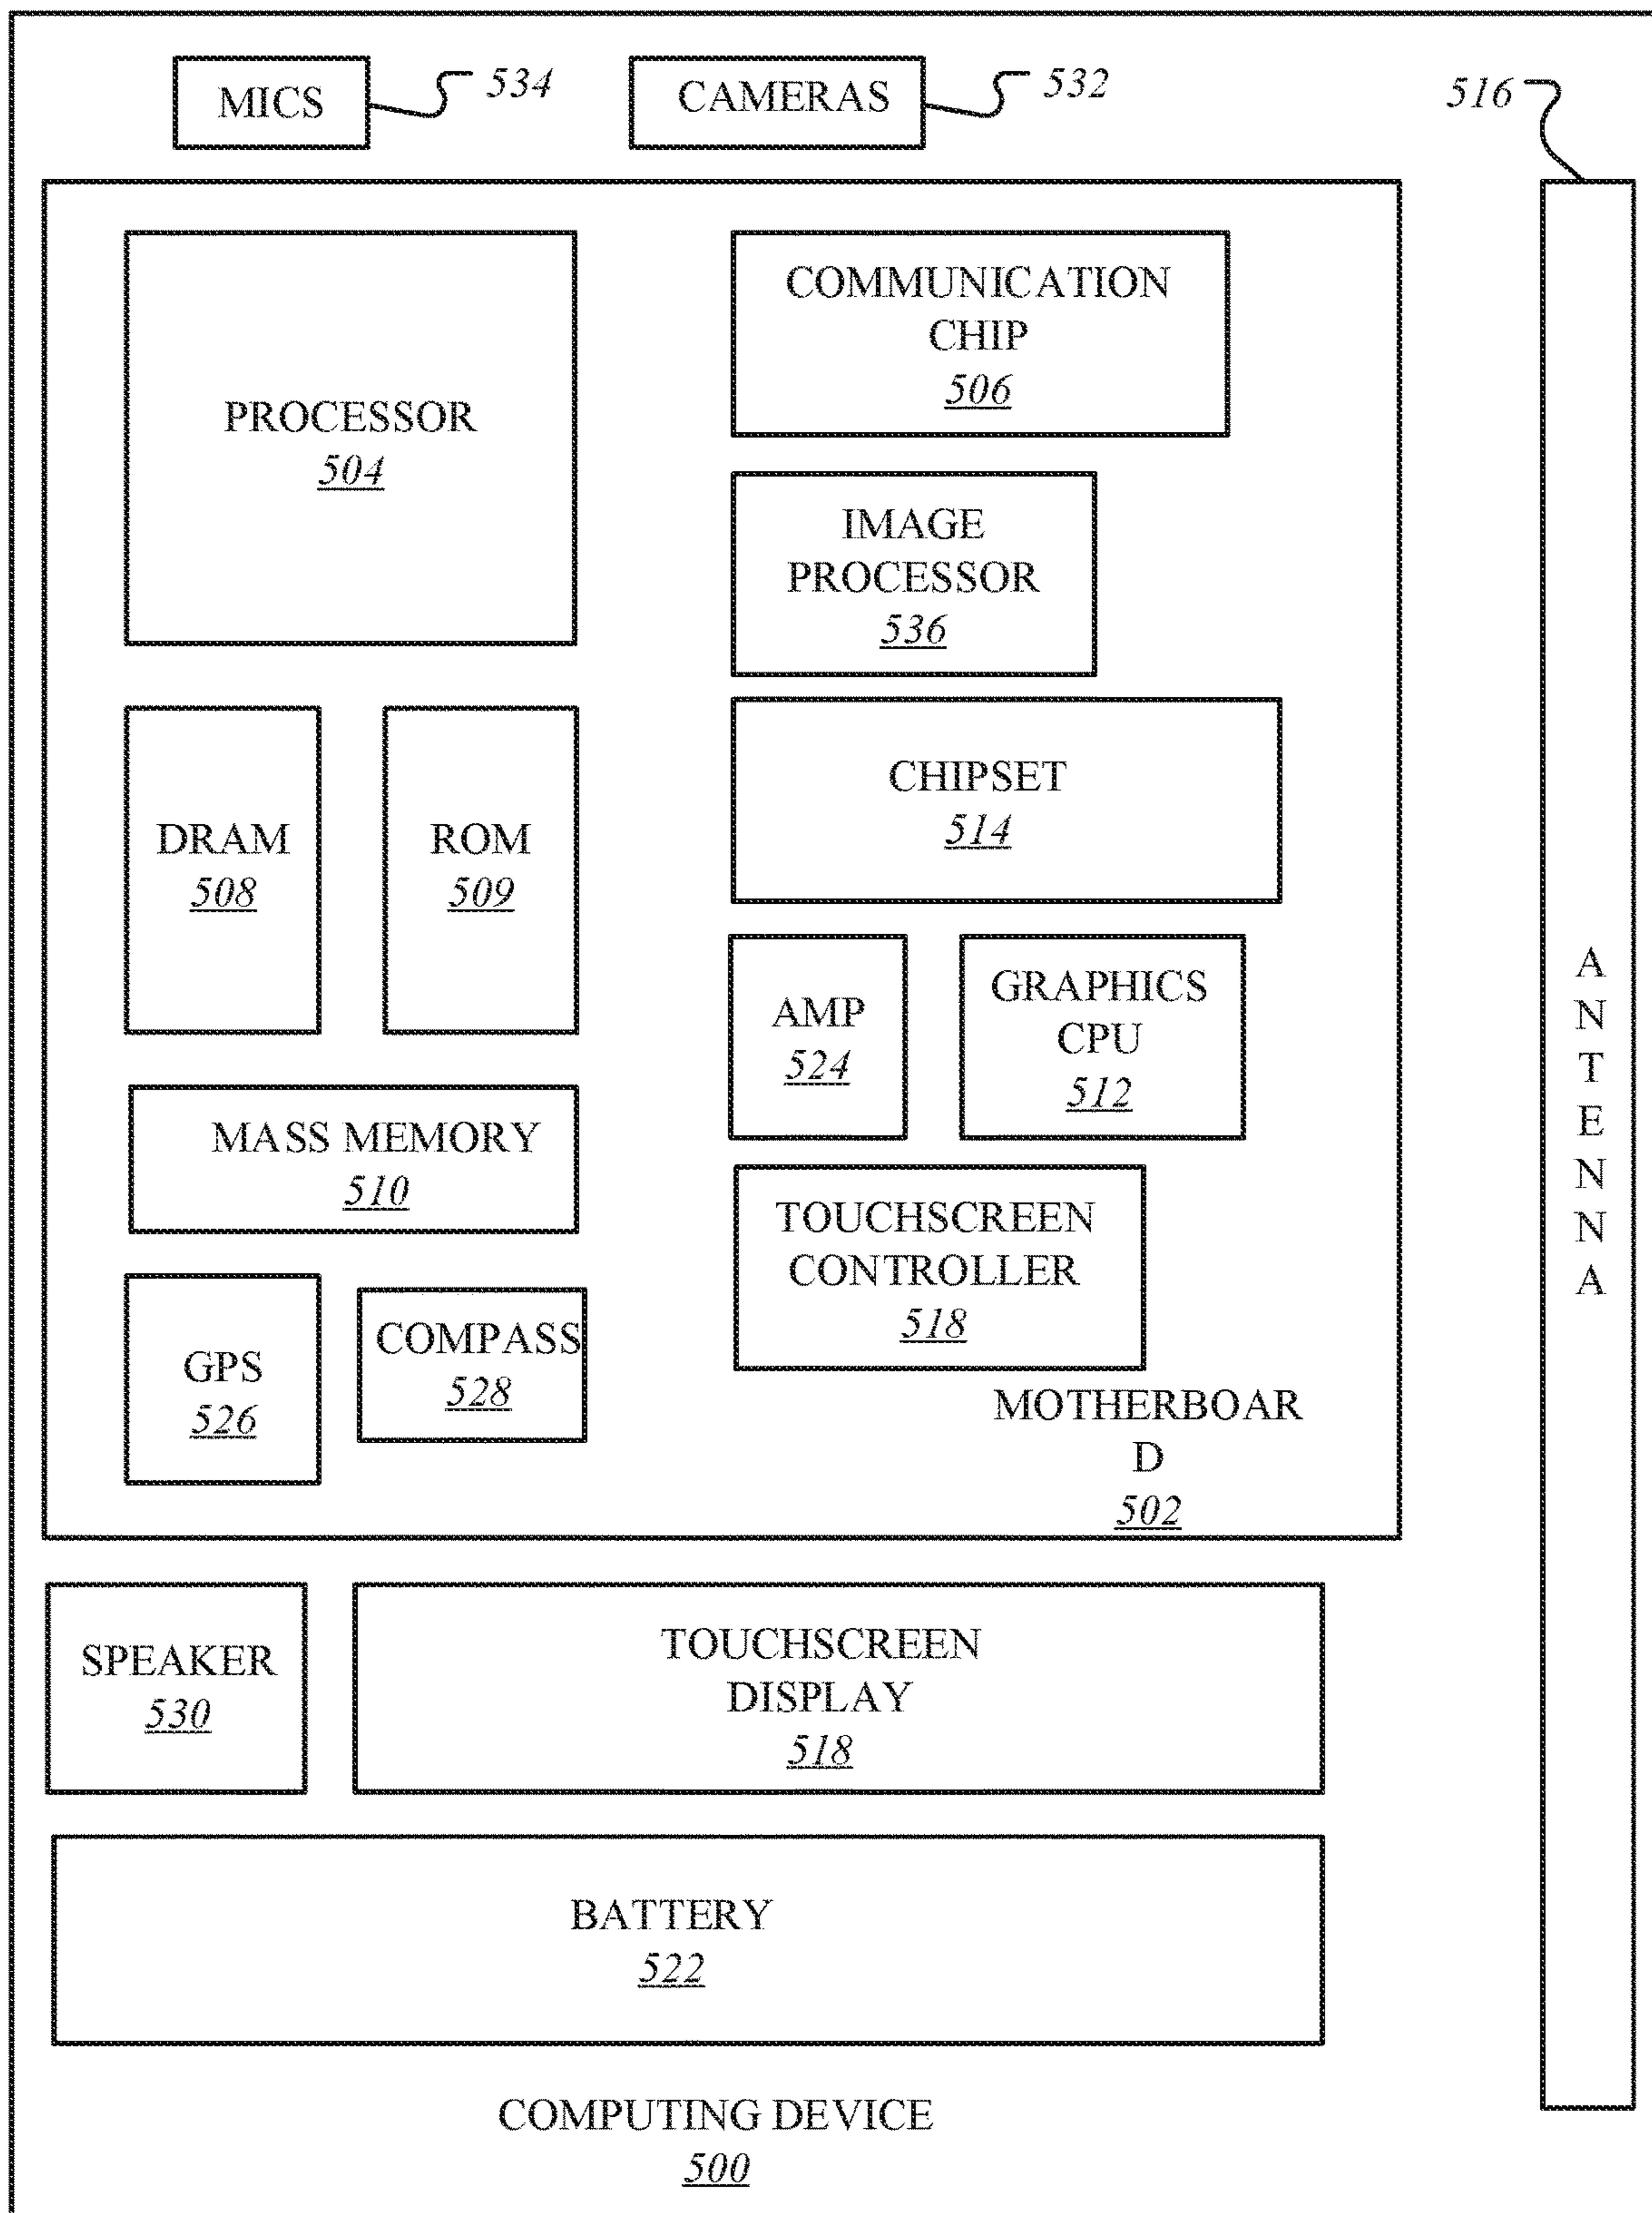 MICS
534
CAMERAS
532
516
PROCESSOR
504
COMMUNICATION
CHIP
506
IMAGE
PROCESSOR
536
CHIPSET
514
DRAM
508
ROM
509
AMP
524
GRAPHICS
CPU
512
MASS MEMORY
510
TOUCHSCREEN
CONTROLLER
518
GPS
526
COMPASS
528
MOTHERBOAR
D
502
A
N
T
E
N
N
A
SPEAKER
530
TOUCHSCREEN
DISPLAY
518
BATTERY
522
COMPUTING DEVICE
500